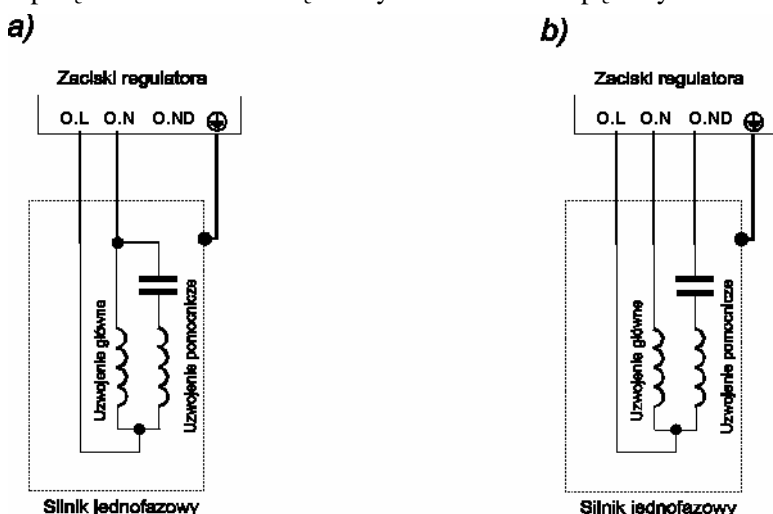 a)
Zaciski regulatora
O.L O.N O.ND
Uzwojenie główne
Uzwojenie pomocnicze
Silnik jednofazowy
b)
Zaciski regulatora
O.L O.N O.ND
Uzwojenie główne
Uzwojenie pomocnicze
Silnik jednofazowy